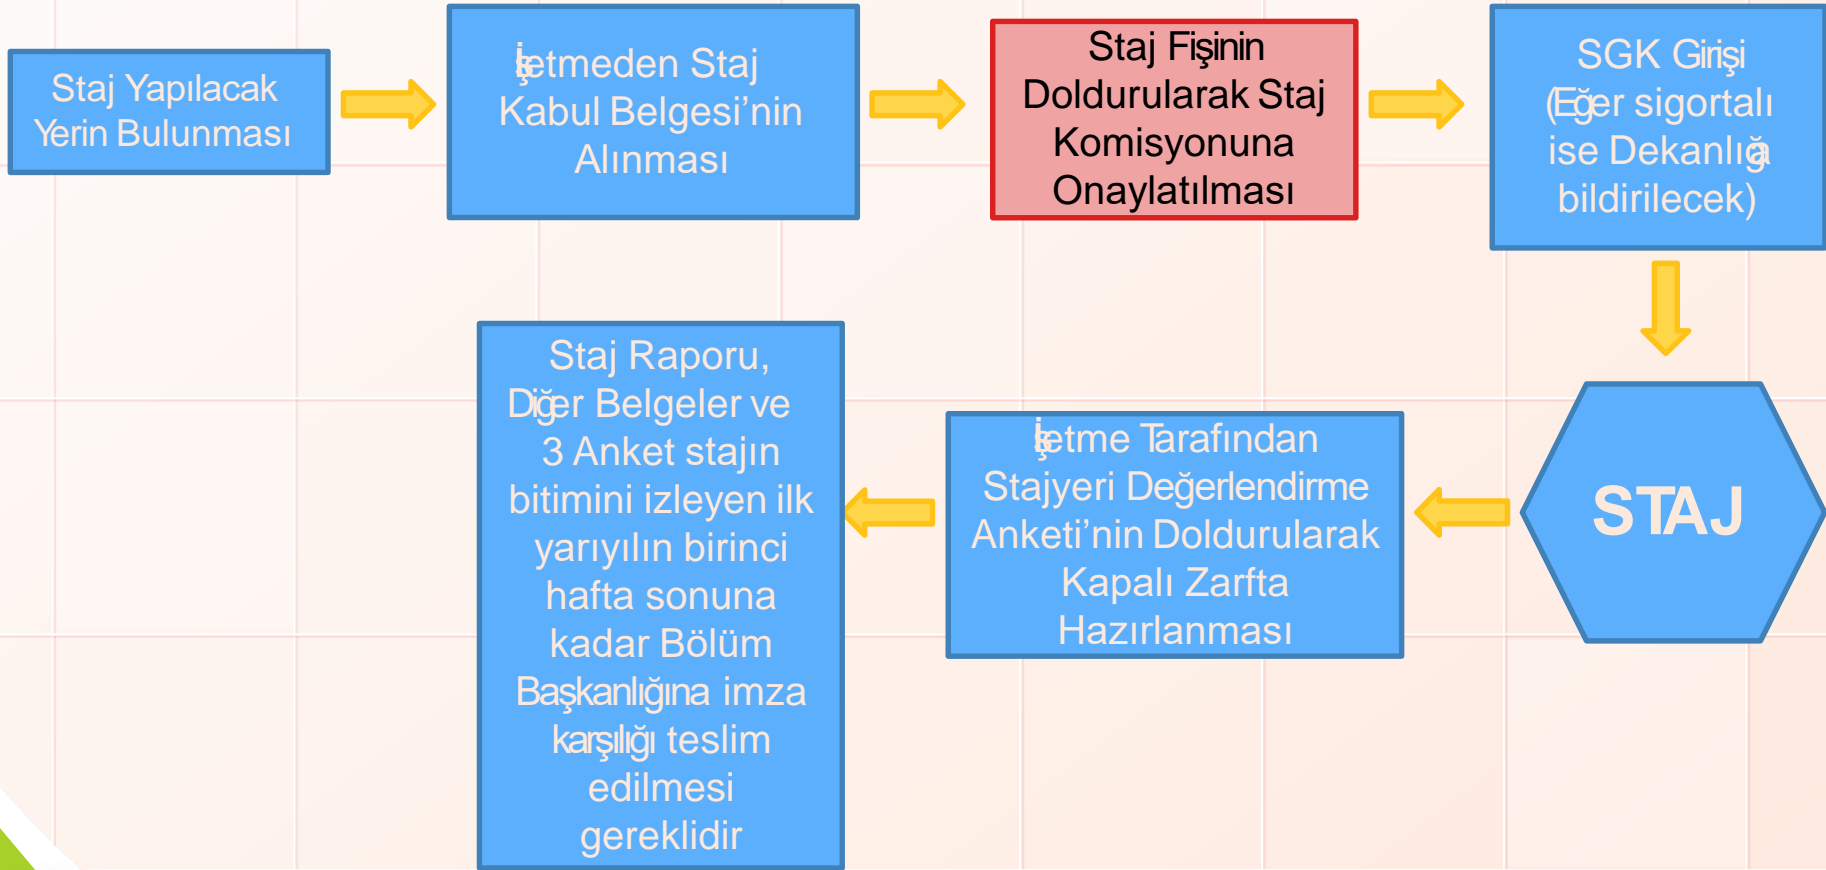 Staj Yapılacak
Yerin Bulunması
İşletmeden Staj
Kabul Belgesi’nin
Alınması
Staj Fişinin
Doldurularak Staj
Komisyonuna
Onaylatılması
SGK Girişi
(Eğer sigortalı
ise Dekanlığa
bildirilecek)
STAJ
İşletme Tarafından
Stajyeri Değerlendirme
Anketi’nin Doldurularak
Kapalı Zarfta
Hazırlanması
Staj Raporu,
Diğer Belgeler ve
3 Anket stajın
bitimini izleyen ilk
yarıyılın birinci
hafta sonuna
kadar Bölüm
Başkanlığına imza
karşılığı teslim
edilmesi
gereklidir